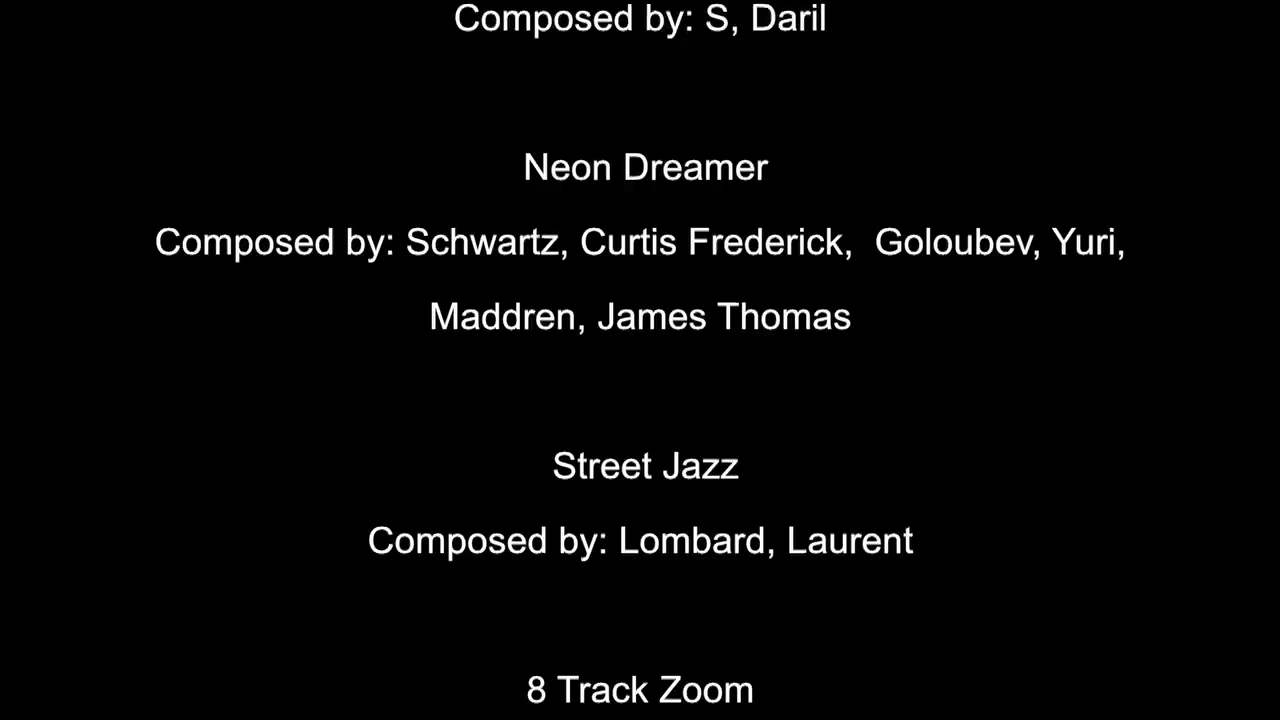 Composed by: S, Daril
Neon Dreamer
Composed by: Schwartz, Curtis Frederick,  Goloubev, Yuri,
Maddren, James Thomas
Street Jazz
Composed by: Lombard, Laurent
8 Track Zoom